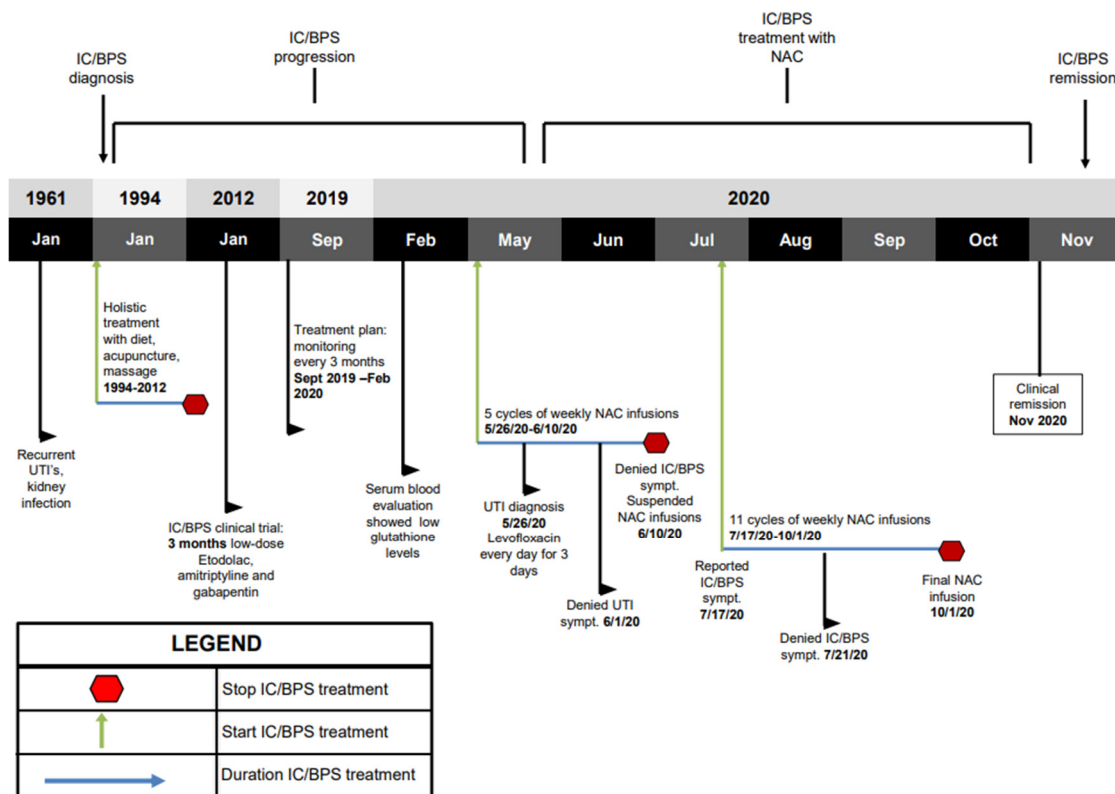 IC/BPS
diagnosis
IC/BPS
progression
IC/BPS
treatment with
NAC
IC/BPS
remission
1961
1994
2012
2019
2020
Jan
Jan
Jan
Sep
Feb
May
Jun
Jul
Aug
Sep
Oct
Nov
Recurrent
UTI's,
kidney
infection
Holistic
treatment
with diet,
acupuncture,
massage
1994-2012
IC/BPS clinical trial:
3 months low-dose
Etodolac,
amitriptyline and
gabapentin
Treatment plan:
monitoring
every 3 months
Sept 2019 –Feb
2020
Serum blood
evaluation
showed low
glutathione
levels
5 cycles of weekly NAC infusions
5/26/20-6/10/20
UTI diagnosis
5/26/20
Levofloxacin
every day for 3
days
Denied UTI
sympt. 6/1/20
Denied IC/BPS
sympt.
Suspended
NAC infusions
6/10/20
11 cycles of weekly NAC infusions
7/17/20-10/1/20
Reported
IC/BPS
sympt.
7/17/20
Denied IC/BPS
sympt. 7/21/20
Final NAC
infusion
10/1/20
Clinical
remission
Nov 2020
LEGEND
Stop IC/BPS treatment
Start IC/BPS treatment
Duration IC/BPS treatment